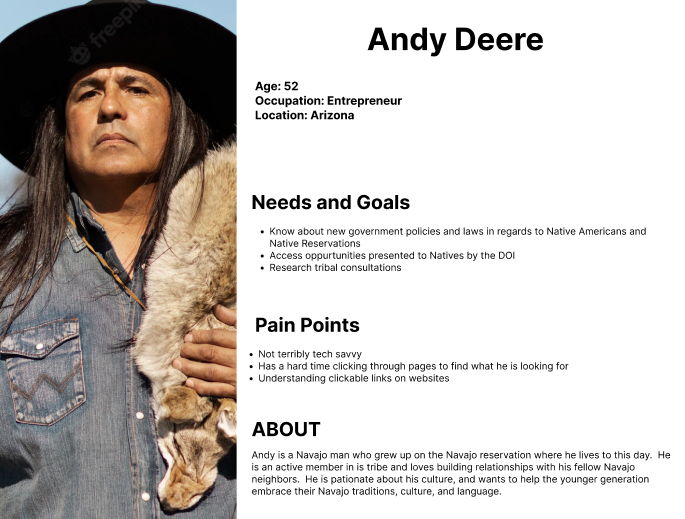 Andy Deere
Age: 52
Occupation: Entrepreneur
Location: Arizona
Needs and Goals
• Know about new government policies and laws in regards to Native Americans and
Native Reservations
• Access oppurtunities presented to Natives by the DOI
• Research tribal consultations
Pain Points
• Not terribly tech savvy
• Has a hard time clicking through pages to find what he is looking for
• Understanding clickable links on websites
ABOUT
Andy is a Navajo man who grew up on the Navajo reservation where he lives to this day.  He
is an active member in is tribe and loves building relationships with his fellow Navajo
neighbors.  He is pationate about his culture, and wants to help the younger generation
embrace their Navajo traditions, culture, and language.